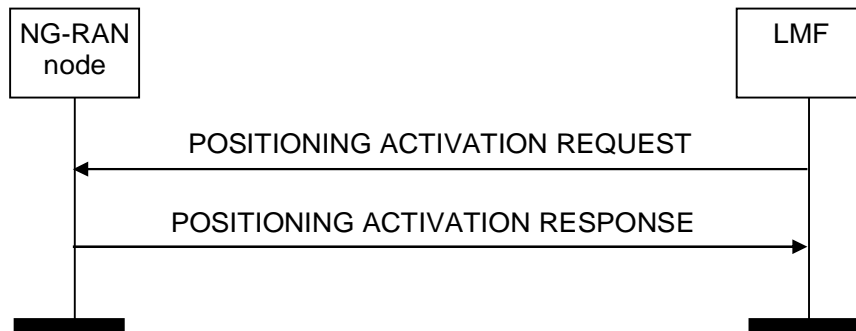 NG-RAN
node
LMF
POSITIONING ACTIVATION REQUEST
POSITIONING ACTIVATION RESPONSE